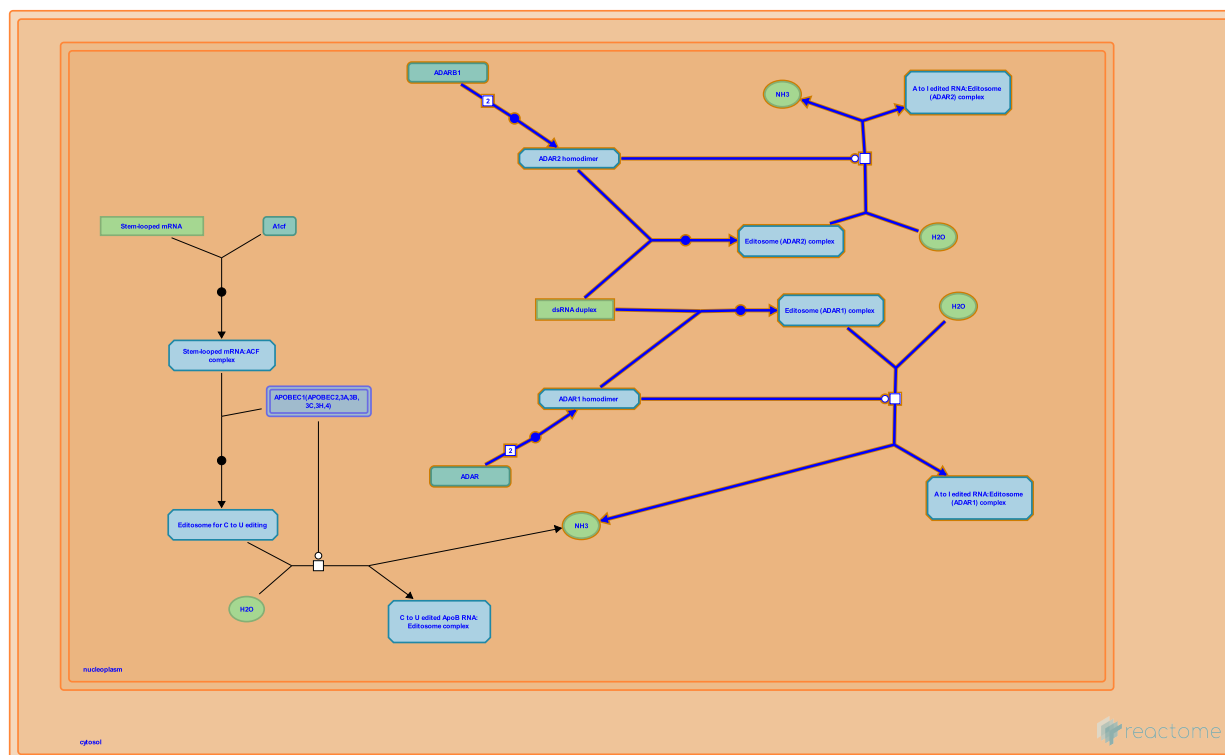 ADARB1
2
NH3
A to I edited RNA:Editosome
(ADAR2) complex
ADAR2 homodimer
Stem-looped mRNA
A1cf
Editosome (ADAR2) complex
H2O
dsRNA duplex
Editosome (ADAR1) complex
H2O
Stem-looped mRNA:ACF
complex
APOBEC1(APOBEC2,3A,3B,
3C,3H,4)
ADAR1 homodimer
2
ADAR
A to I edited RNA:Editosome
(ADAR1) complex
Editosome for C to U editing
NH3
H2O
C to U edited ApoB RNA:
Editosome complex
nucleoplasm
cytosol
reactome